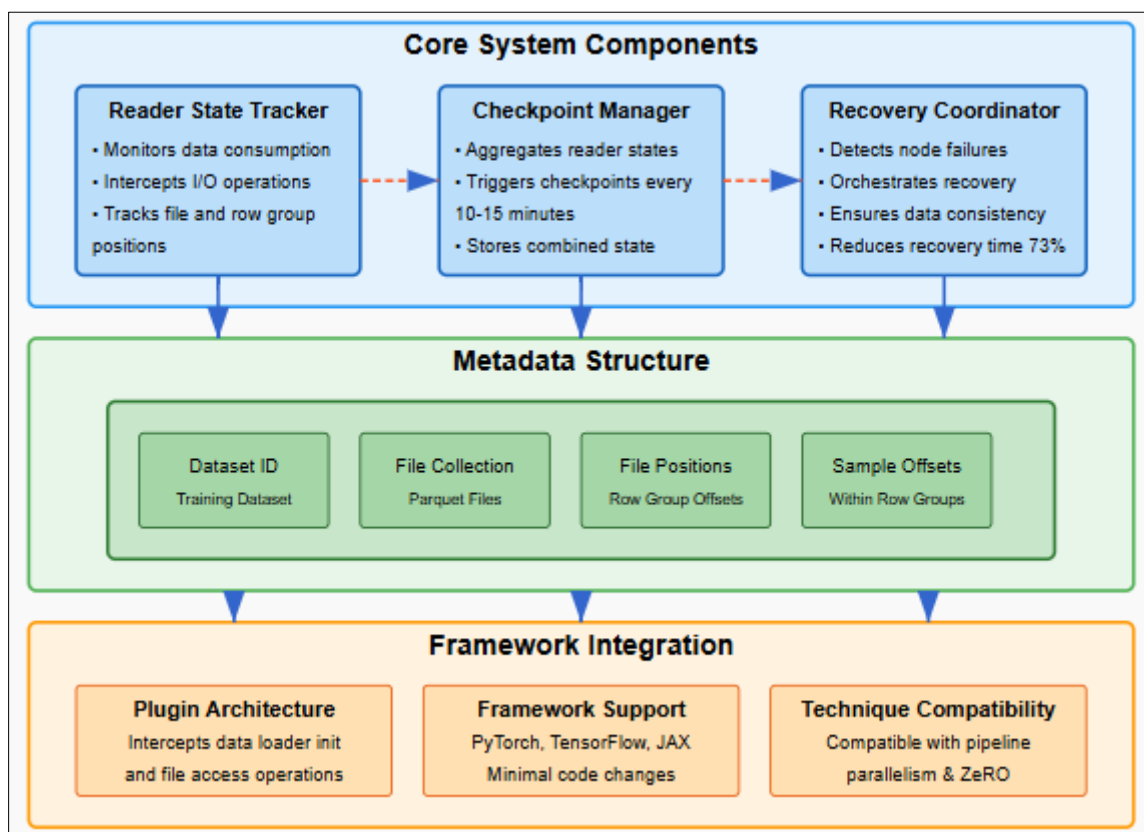 Core System Components
Reader State Tracker
• Monitors data consumption
• Intercepts I/O operations
• Tracks file and row group
positions
Checkpoint Manager
• Aggregates reader states
• Triggers checkpoints every
10-15 minutes
• Stores combined state
Recovery Coordinator
• Detects node failures
• Orchestrates recovery
• Ensures data consistency
• Reduces recovery time 73%
Metadata Structure
Dataset ID
Training Dataset
File Collection
Parquet Files
File Positions
Row Group Offsets
Sample Offsets
Within Row Groups
Framework Integration
Plugin Architecture
Intercepts data loader init
and file access operations
Framework Support
PyTorch, TensorFlow, JAX
Minimal code changes
Technique Compatibility
Compatible with pipeline
parallelism & ZeRO